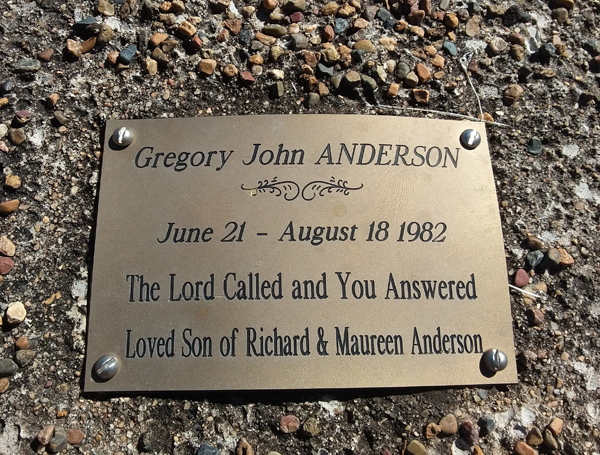 Gregory John ANDERSON
June 21 – August 18 1982
The Lord Called and You Answered
Loved Son of Richard & Maureen Anderson